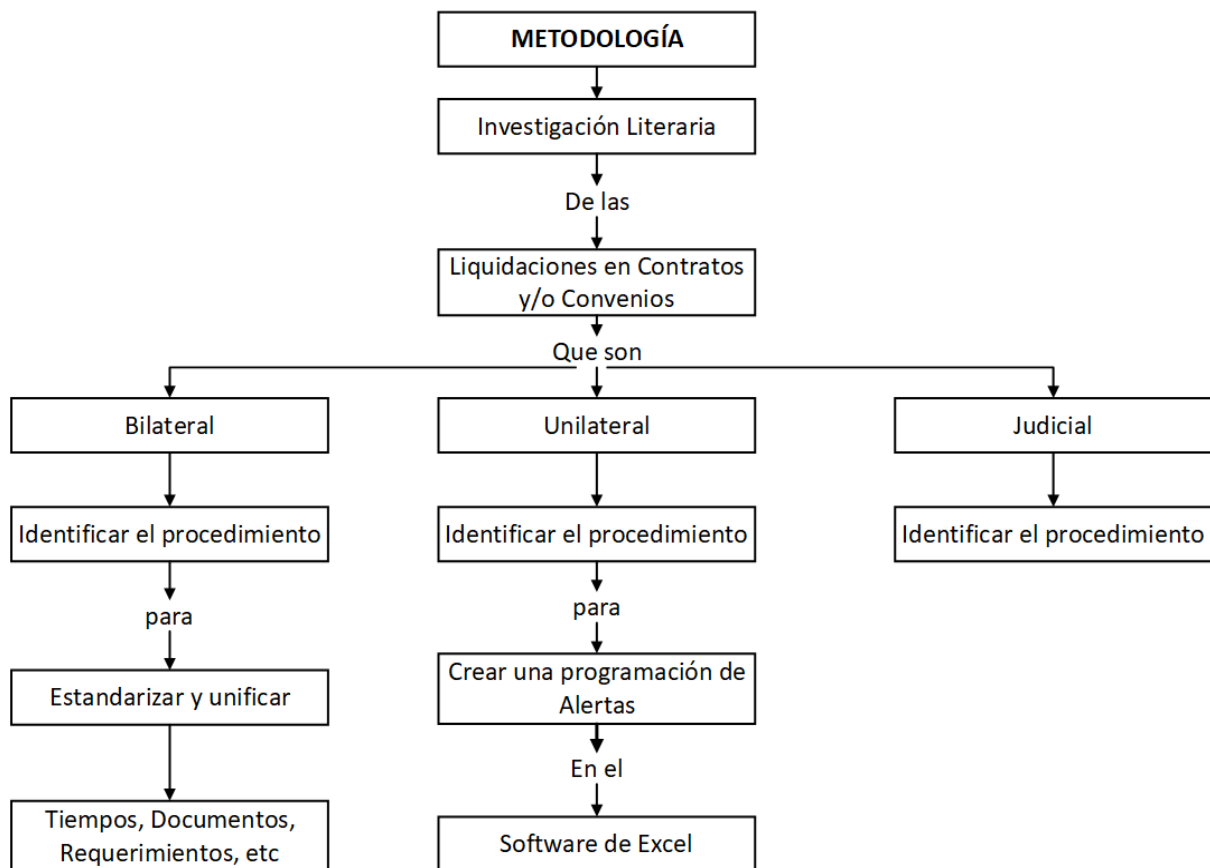 METODOLOGÍA
Investigación Literaria
De las
Liquidaciones en Contratos
y/o Convenios
Que son
Bilateral
Unilateral
Judicial
Identificar el procedimiento
Identificar el procedimiento
Identificar el procedimiento
para
para
Estandarizar y unificar
Crear una programación de
Alertas
En el
Tiempos, Documentos,
Requerimientos, etc
Software de Excel